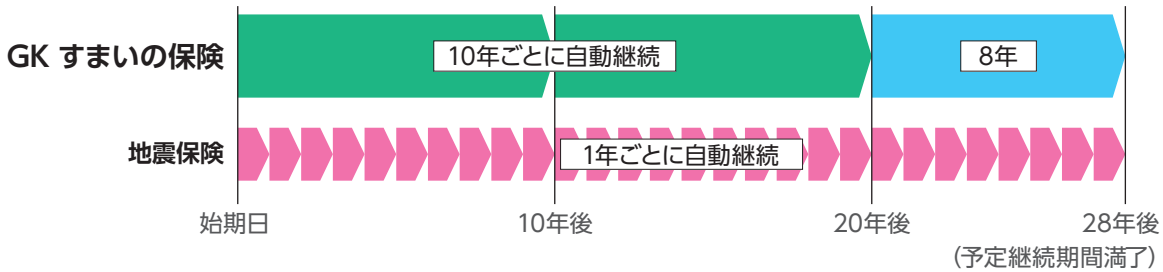 GK すまいの保険
10年ごとに自動継続
8年
地震保険
1年ごとに自動継続
始期日
10年後
20年後
28年後
(予定継続期間満了)